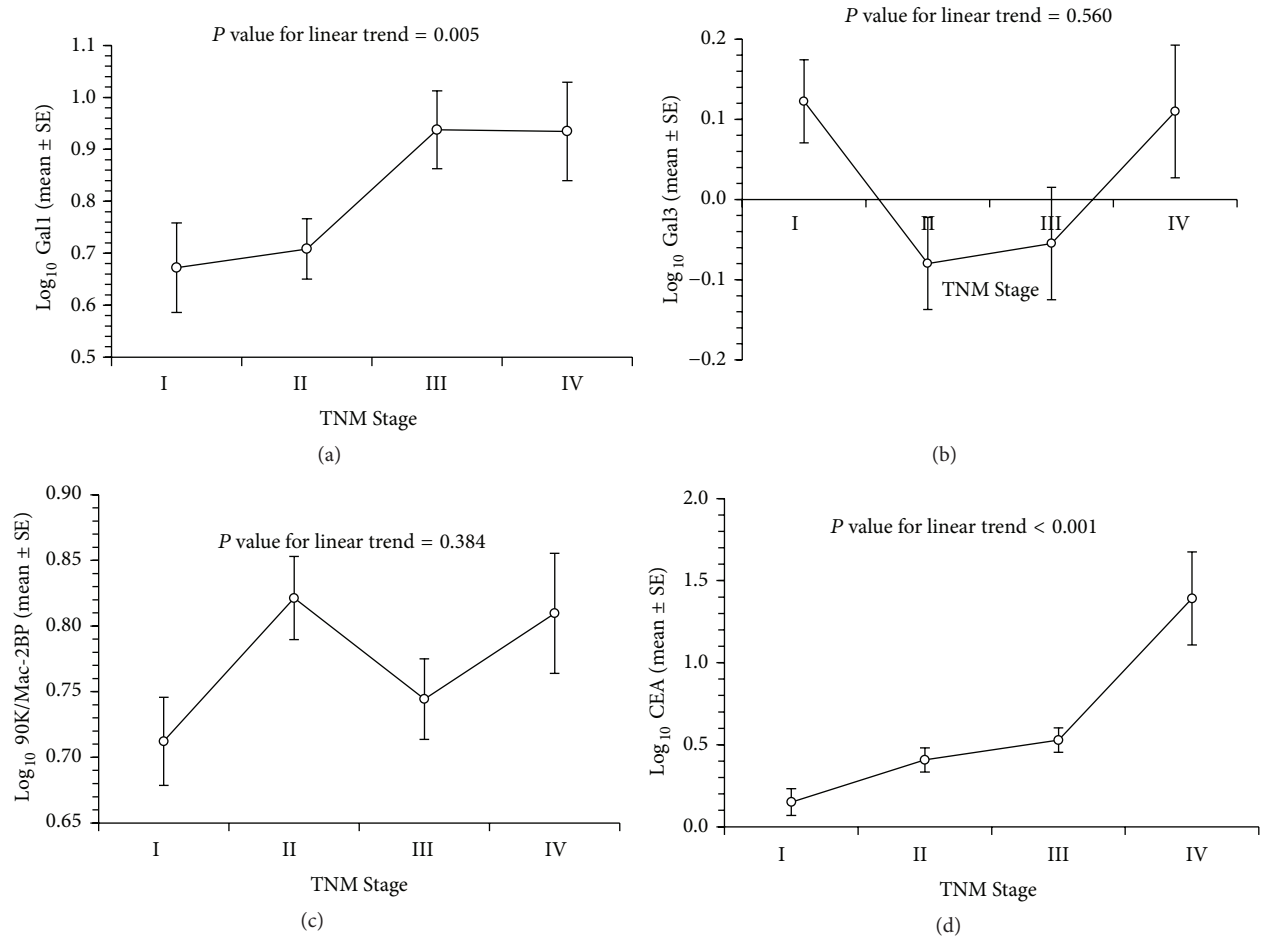 P value for linear trend = 0.005
1.1
1.0
0.9
0.8
0.7
0.6
0.5
Log10 Gal1 (mean ± SE)
I II III IV
TNM Stage
(a)
P value for linear trend = 0.560
0.2
0.1
0.0
−0.1
−0.2
Log10 Gal3 (mean ± SE)
I II III IV
TNM Stage
(b)
0.90
0.85
0.80
0.75
0.70
0.65
Log10 90K/Mac-2BP (mean ± SE)
P value for linear trend = 0.384
I II III IV
TNM Stage
(c)
2.0
1.5
1.0
0.5
0.0
Log10 CEA (mean ± SE)
P value for linear trend < 0.001
I II III IV
TNM Stage
(d)